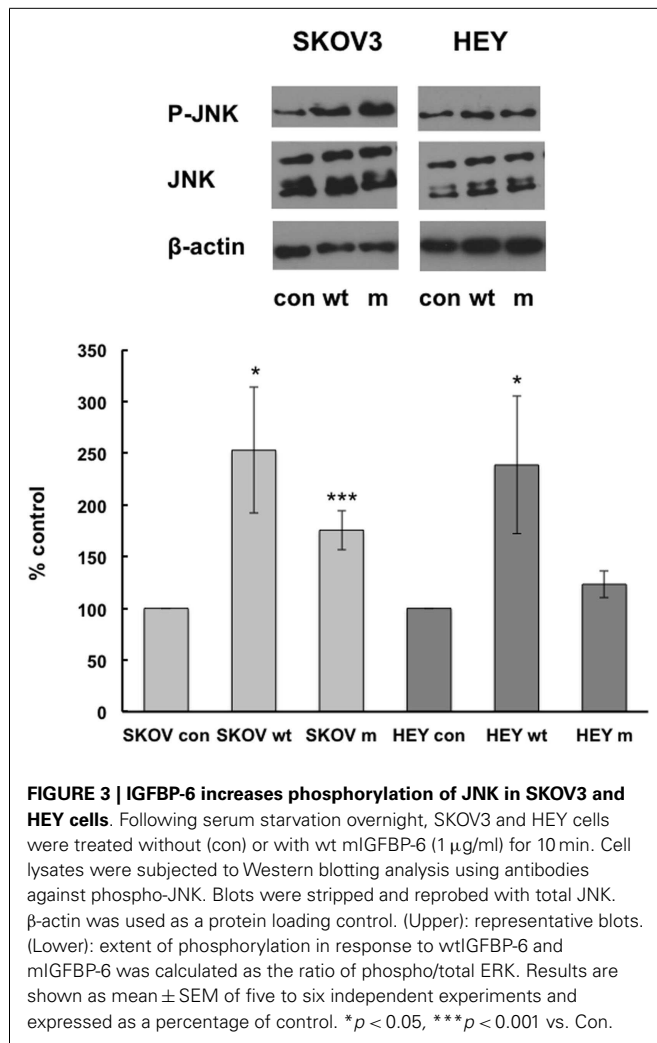 SKOV3 HEY
P-JNK
JNK
β-actin
con wt m con wt m
350
300
250
200
150
100
50
0
% control
*
***
*
SKOV con SKOV wt SKOV m HEY con HEY wt HEY m
FIGURE 3 | IGFBP-6 increases phosphorylation of JNK in SKOV3 and
HEY cells. Following serum starvation overnight, SKOV3 and HEY cells
were treated without (con) or with wt mIGFBP-6 (1 μg/ml) for 10 min. Cell
lysates were subjected to Western blotting analysis using antibodies
against phospho-JNK. Blots were stripped and reprobed with total JNK.
β-actin was used as a protein loading control. (Upper): representative blots.
(Lower): extent of phosphorylation in response to wtIGFBP-6 and
mIGFBP-6 was calculated as the ratio of phospho/total ERK. Results are
shown as mean ± SEM of five to six independent experiments and
expressed as a percentage of control. *p < 0.05, ***p < 0.001 vs. Con.